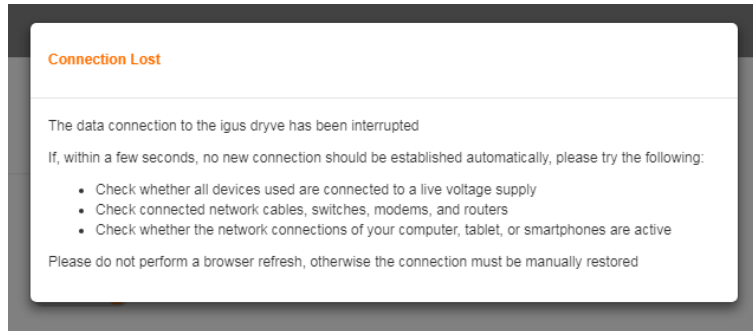 Connection Lost
The data connection to the igus dryve has been interrupted
If, within a few seconds, no new connection should be established automatically, please try the following:
• Check whether all devices used are connected to a live voltage supply
• Check connected network cables, switches, modems, and routers
• Check whether the network connections of your computer, tablet, or smartphones are active
Please do not perform a browser refresh, otherwise the connection must be manually restored